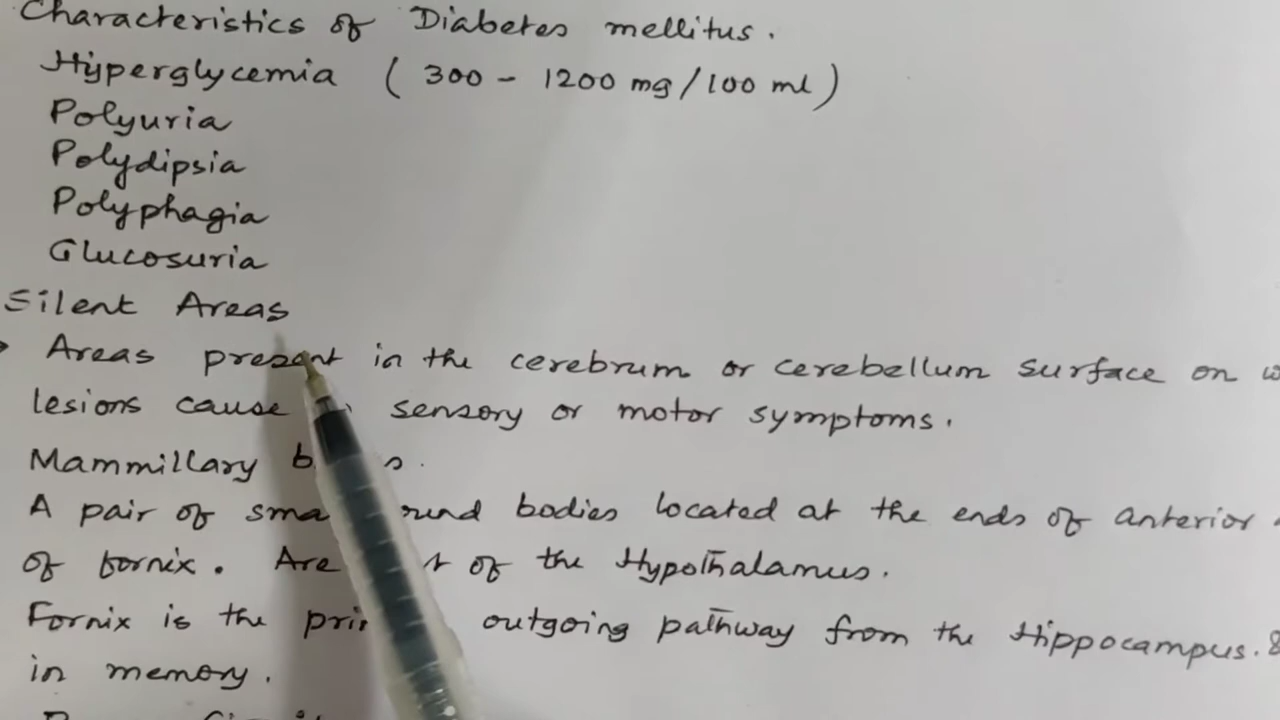 Characteristics of Diabetes mellitus.
Hyperglycemia ( 300 - 1200 mg/100 ml )
Polyuria
Polydipsia
Polyphagia
Glucosuria
Silent Areas
Areas present in the cerebrum or cerebellum surface on
lesions cause sensory or motor symptoms.
Mammillary
A pair of bodies located at the ends of anterior
of fornix. Are of the Hypothalamus.
Fornix is the outgoing pathway from the Hippocampus.
in memory.